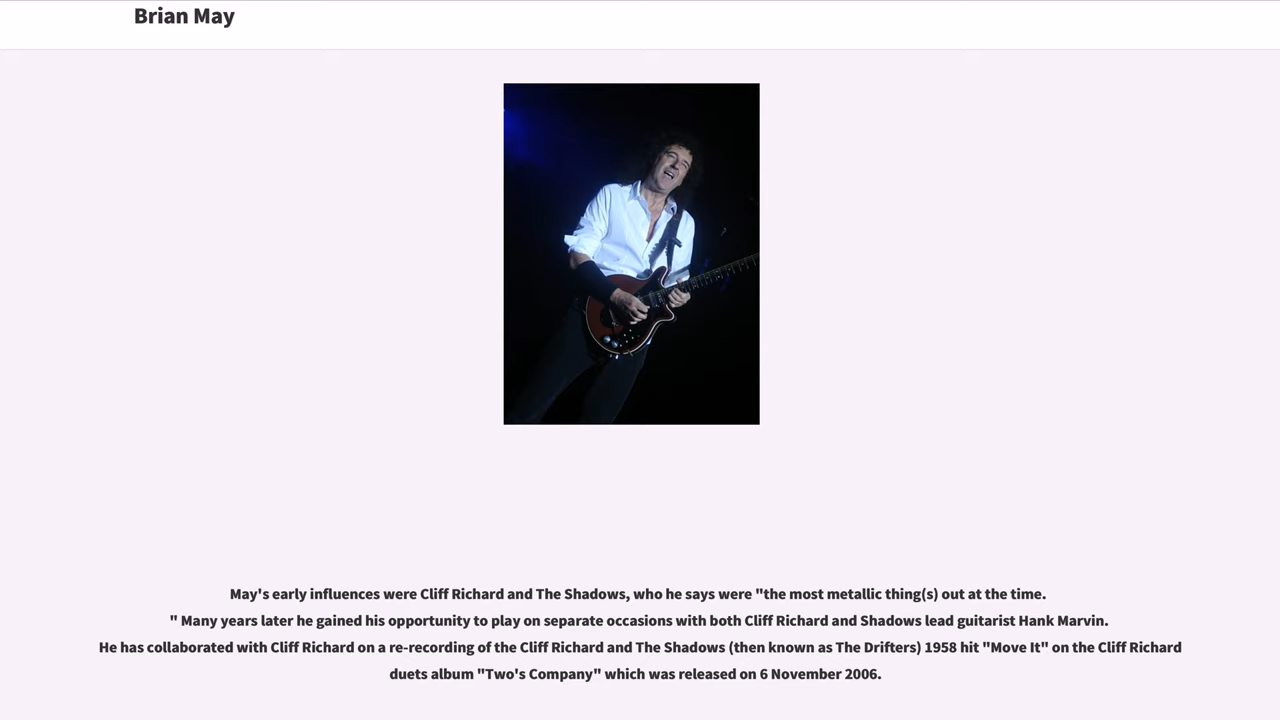 Brian May
May's early influences were Cliff Richard and The Shadows, who he says were "the most metallic thing(s) out at the time.
" Many years later he gained his opportunity to play on separate occasions with both Cliff Richard and Shadows lead guitarist Hank Marvin.
He has collaborated with Cliff Richard on a re-recording of the Cliff Richard and The Shadows (then known as The Drifters) 1958 hit "Move It" on the Cliff Richard
duets album "Two's Company" which was released on 6 November 2006.